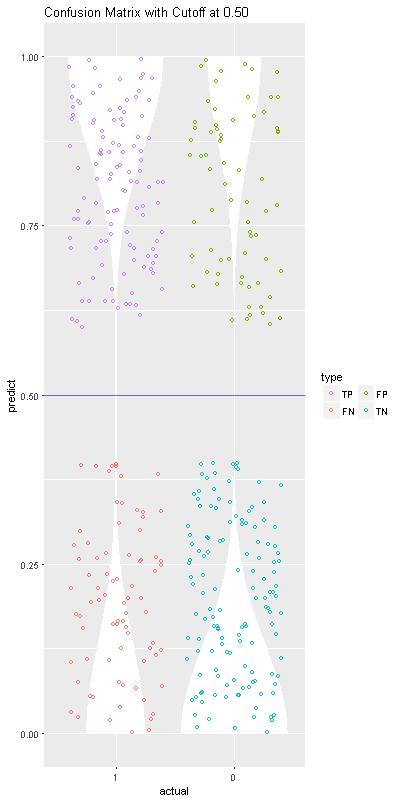 Confusion Matrix with Cutoff at 0.50
1.00
0.75
0.50
0.25
0.00
predict
1 0
actual
type
TP FP
FN TN